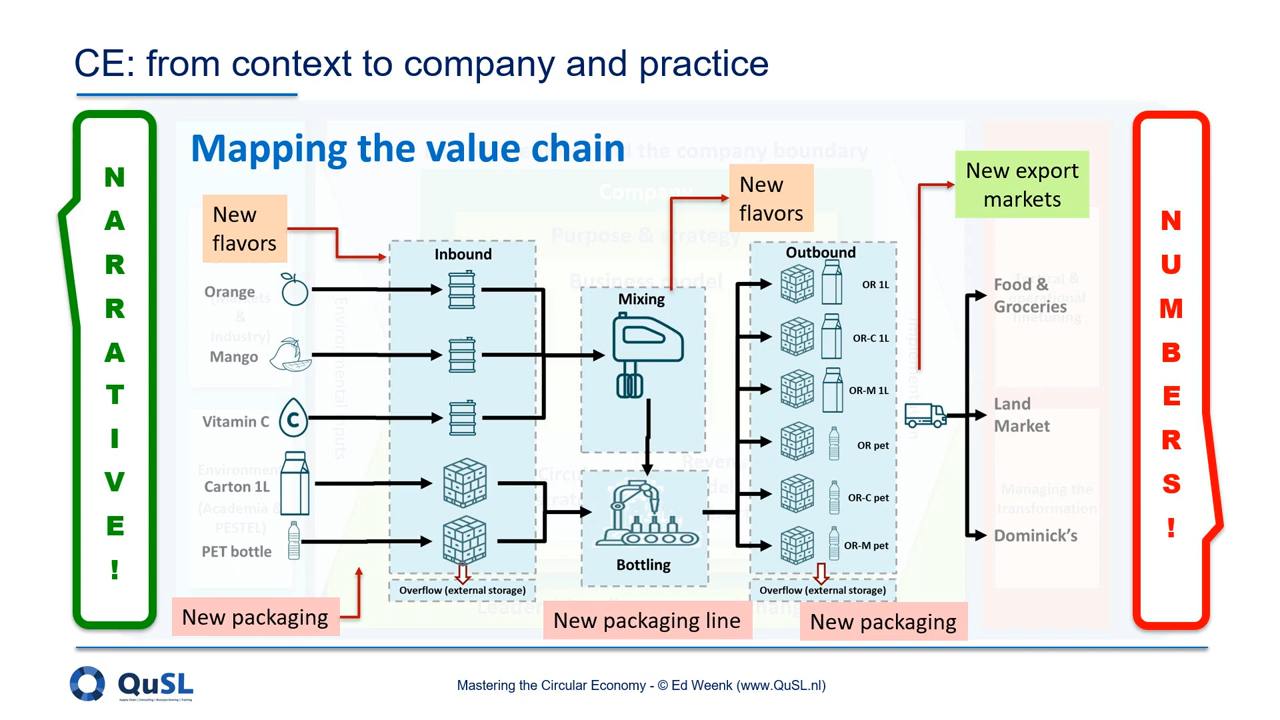 CE: from context to company and practice
NARRATIVE!
NUMBERS!
Mapping the value chain
the company boundary
Company
Purpose & strategy
Business model
New
flavors
New
flavors
New export
markets
Inbound
Mixing
Outbound
Orange
Mango
Vitamin C
C
Carton 1L
PET bottle
Industry)
(Academia &
PESTEL)
Environmental inputs
OR 1L
OR-C 1L
OR-M 1L
OR pet
OR-C pet
OR-M pet
Food &
Groceries
Land
Market
Dominick's
Managing the
transformation
Bottling
Overflow (external storage)
Overflow (external storage)
New packaging
New packaging line
New packaging
QuSL
Mastering the Circular Economy - © Ed Weenk (www.QuSL.nl)